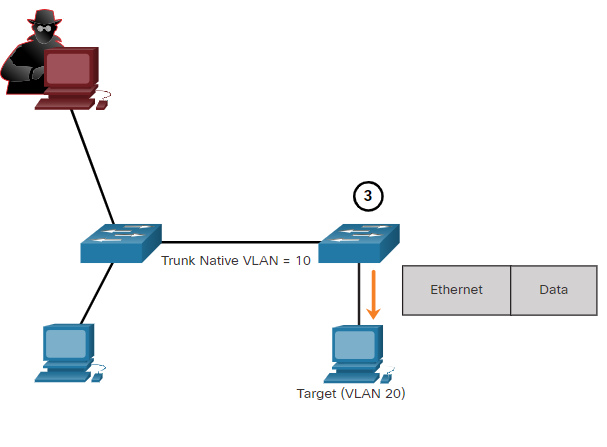 3
Trunk Native VLAN = 10
Ethernet Data
Target (VLAN 20)